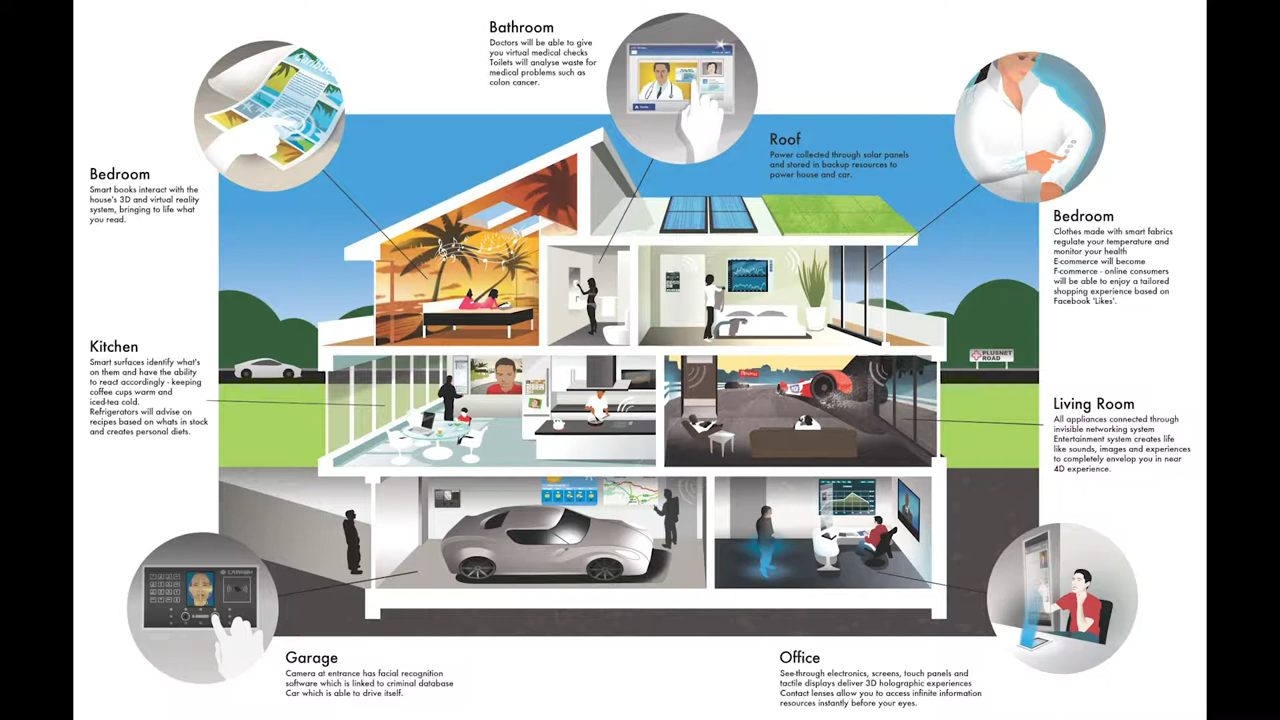 Bathroom
Doctors will be able to give
you virtual medical checks
Toilets will analyse waste for
medical problems such as
colon cancer.
Roof
Power collected through solar panels
and stored in backup resources to
power house and car.
Bedroom
Smart books interact with the
house's 3D and virtual reality
system, bringing to life what
you read.
Bedroom
Clothes made with smart fabrics
regulate your temperature and
monitor your health
E-commerce will become
F-commerce - online consumers
will be able to enjoy a tailored
shopping experience based on
Facebook 'Likes'.
Kitchen
Smart surfaces identify what's
on them and have the ability
to react accordingly - keeping
coffee cups warm and
iced-tea cold.
Refrigerators will advise on
recipes based on whats in stock
and creates personal diets.
PLUSNET
ROAD
Living Room
All appliances connected through
invisible networking system
Entertainment system creates life
like sounds, images and experiences
to completely envelop you in near
4D experience.
Garage
Camera at entrance has facial recognition
software which is linked to criminal database
Car which is able to drive itself.
Office
See-through electronics, screens, touch panels and
tactile displays deliver 3D holographic experiences
Contact lenses allow you to access infinite information
resources instantly before your eyes.